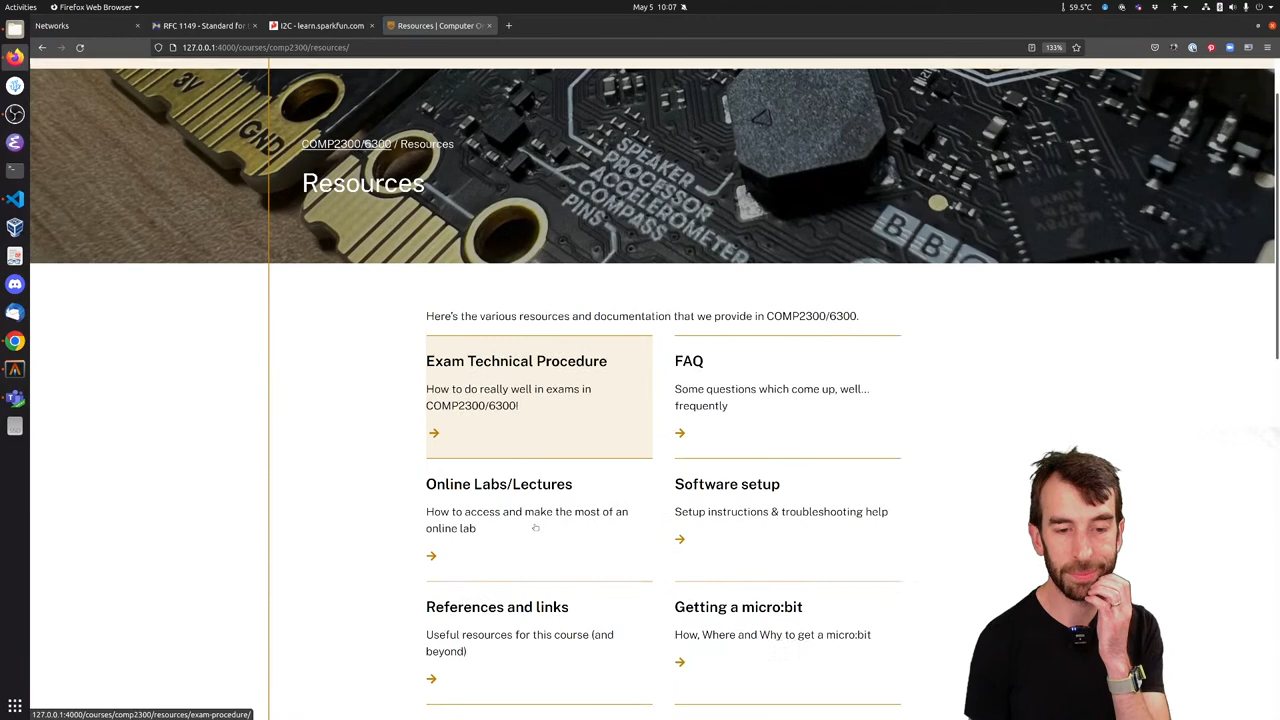 Activities
Firefox Web Browser
May 5 10:07
59.5°C
Networks
RFC 1149 - Standard for
I2C - learn.sparkfun.com
Resources | Computer O
127.0.0.1:4000/courses/comp2300/resources/
133%
3V
GND
SPEAKER
PROCESSOR
ACCELEROMETER
COMPASS
PINS
BBC
COMP2300/6300 / Resources
Resources
Here's the various resources and documentation that we provide in COMP2300/6300.
Exam Technical Procedure
How to do really well in exams in
COMP2300/6300!
FAQ
Some questions which come up, well...
frequently
Online Labs/Lectures
How to access and make the most of an
online lab
Software setup
Setup instructions & troubleshooting help
References and links
Useful resources for this course (and
beyond)
Getting a micro:bit
How, Where and Why to get a micro:bit
127.0.0.1:4000/courses/comp2300/resources/exam-procedure/